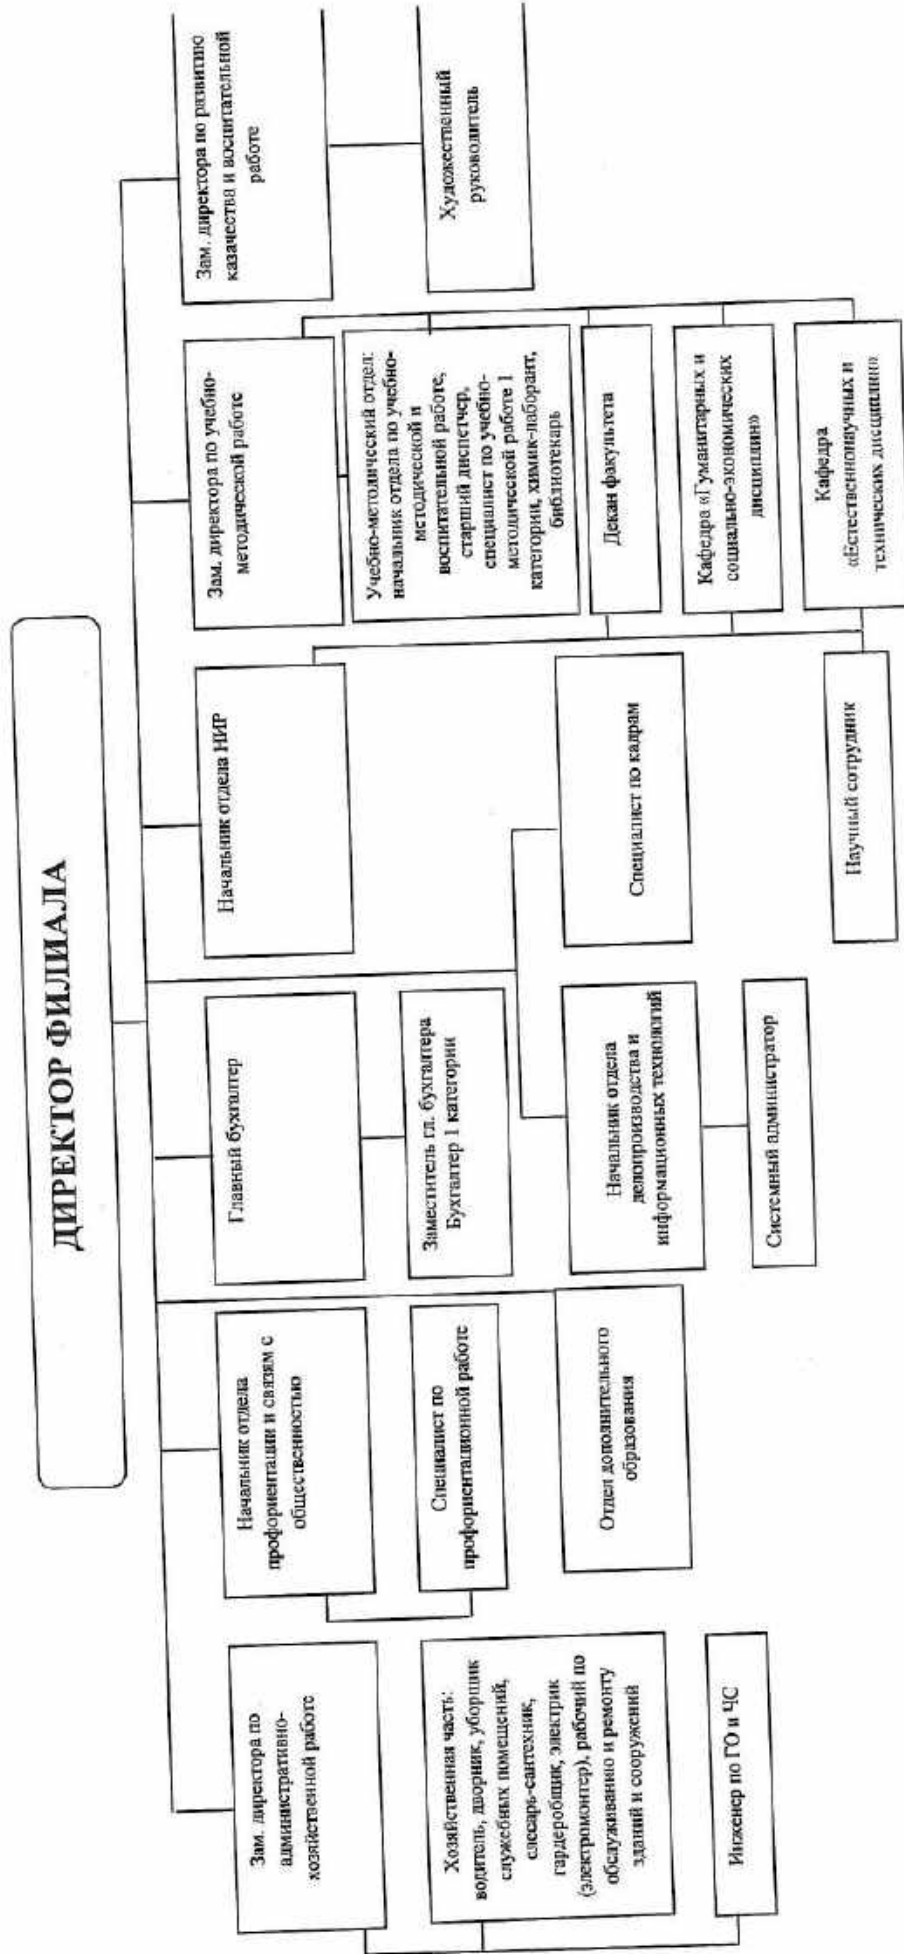 ДИРЕКТОР ФИЛИАЛА
Зам. директора по
административно-
хозяйственной работе
Хозяйственная часть:
водитель, дворник, уборщик
служебных помещений,
слесарь-сантехник,
гардеробщик, электрик
(электромонтер), рабочий по
обслуживанию и ремонту
зданий и сооружений
Инженер по ГО и ЧС
Начальник отдела
профориентации и связям с
общественностью
Специалист по
профориентационной работе
Отдел дополнительного
образования
Главный бухгалтер
Заместитель гл. бухгалтера
Бухгалтер 1 категории
Начальник отдела
делопроизводства и
информационных технологий
Системный администратор
Начальник отдела НИР
Специалист по кадрам
Научный сотрудник
Зам. директора по учебно-
методической работе
Учебно-методический отдел:
начальник отдела по учебно-
методической и
воспитательной работе,
старший диспетчер,
специалист по учебно-
методической работе 1
категории, химик-лаборант,
библиотекарь
Декан факультета
Кафедра «Гуманитарных и
социально-экономических
дисциплин»
Кафедра
«Естественнонаучных и
технических дисциплин»
Зам. директора по развитию
казачества и воспитательной
работе
Художественный
руководитель